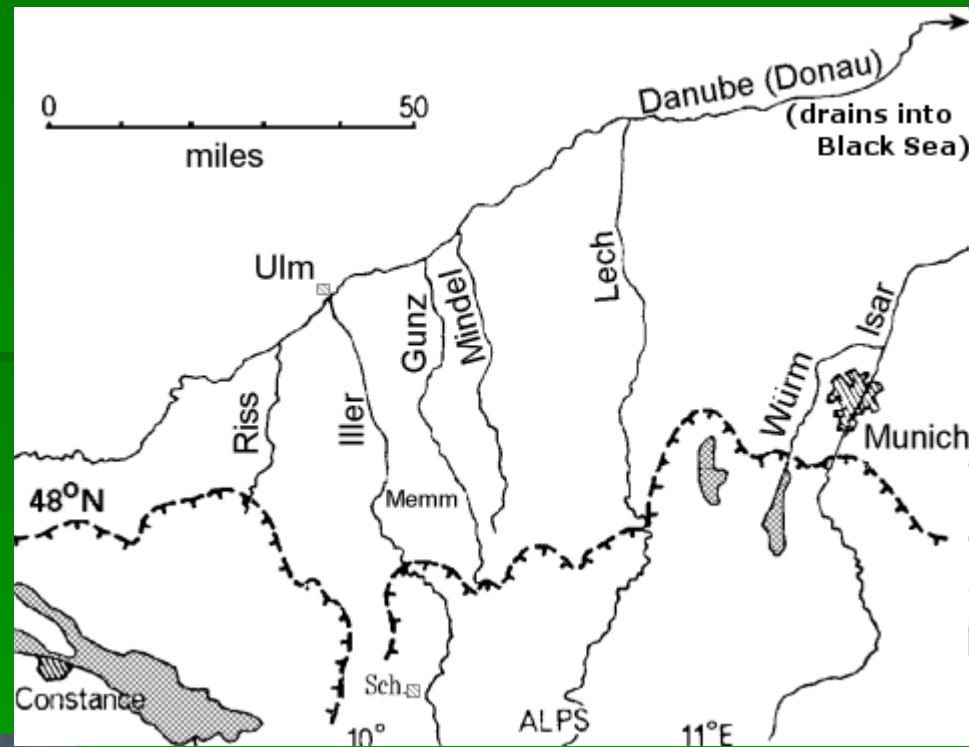 Danube (Donau)
(drains into
Black Sea)
0
50
miles
Ulm
Gunz
Mindel
Lech
Isar
Würm
Riss
Iller
Munich
48°N
Memm
Sch.
Constance
ALPS
10°
11°E